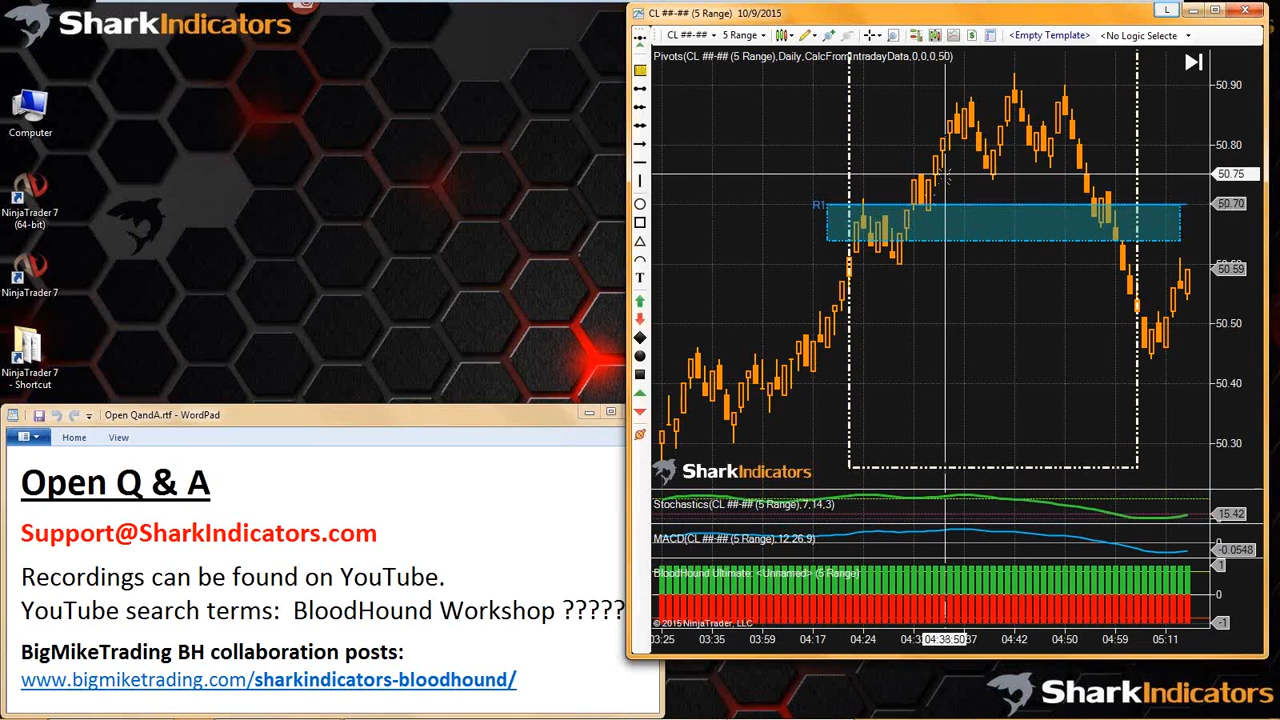 SharkIndicators
Computer
NinjaTrader 7
(64-bit)
NinjaTrader 7
NinjaTrader 7
- Shortcut
Open QandA.rtf - WordPad
Home View
Open Q & A
Support@SharkIndicators.com
Recordings can be found on YouTube.
YouTube search terms: BloodHound Workshop ?????
BigMikeTrading BH collaboration posts:
www.bigmiketrading.com/sharkindicators-bloodhound/
CL ##-## (5 Range) 10/9/2015
L
CL ##-## 5 Range <Empty Template> <No Logic Selecte
Pivots(CL ##-## (5 Range),Daily,CalcFromIntradayData,0,0,0,50)
T
50.90
50.80
50.75
R1
50.70
50.59
50.50
50.40
50.30
SharkIndicators
Stochastics(CL ##-## (5 Range),7,14,3)
15.42
MACD(CL ##-## (5 Range),12,26,9)
0
-0.0548
BloodHound Ultimate: <Unnamed> (5 Range)
1
0
-1
© 2015 NinjaTrader, LLC
03:25 03:35 03:59 04:17 04:24 04:38:50 04:42 04:50 04:59 05:11
SharkIndicators